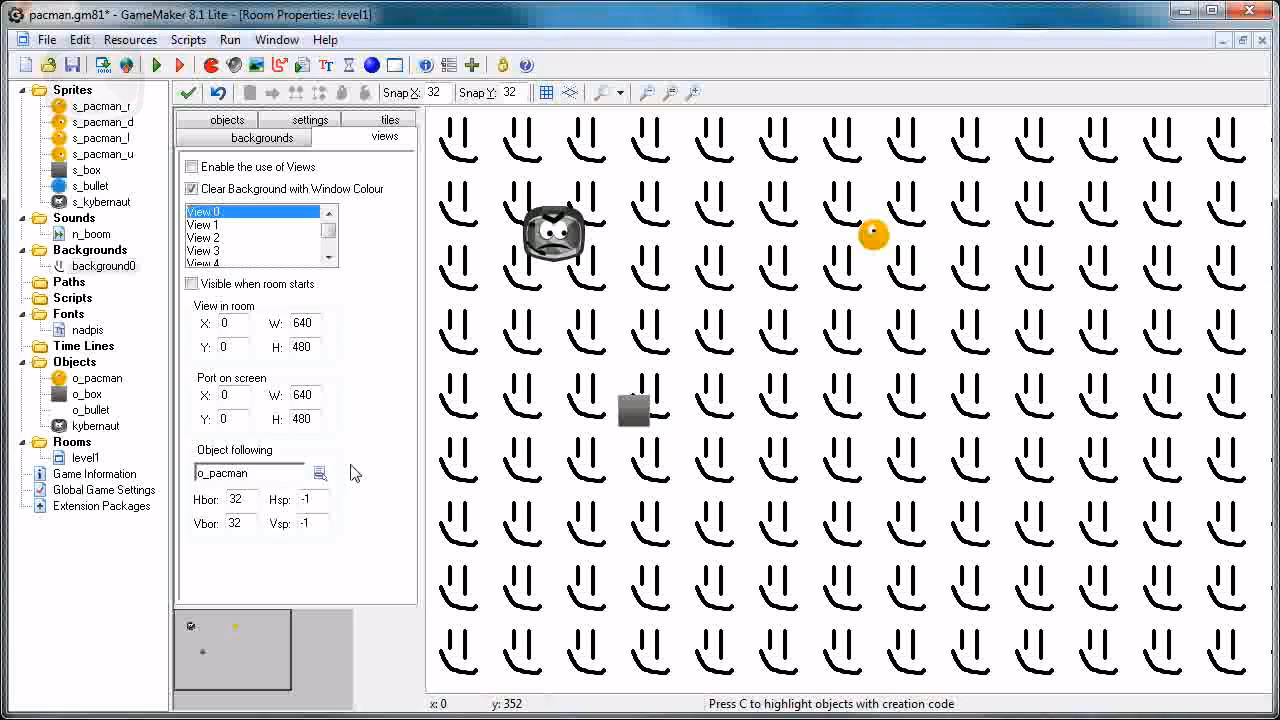 pacman.gm81* - GameMaker 8.1 Lite - [Room Properties: level1]
File Edit Resources Scripts Run Window Help
Snap X: 32 Snap Y: 32
Sprites
s_pacman_r
s_pacman_d
s_pacman_l
s_pacman_u
s_box
s_bullet
s_kybernaut
Sounds
n_boom
Backgrounds
background0
Paths
Scripts
Fonts
nadpis
Time Lines
Objects
o_pacman
o_box
o_bullet
kybernaut
Rooms
level1
Game Information
Global Game Settings
Extension Packages
objects settings tiles
backgrounds views
Enable the use of Views
Clear Background with Window Colour
View 0
View 1
View 2
View 3
View 4
Visible when room starts
View in room
X: 0 W: 640
Y: 0 H: 480
Port on screen
X: 0 W: 640
Y: 0 H: 480
Object following
o_pacman
Hbor: 32 Hsp: -1
Vbor: 32 Vsp: -1
x: 0 y: 352 Press C to highlight objects with creation code